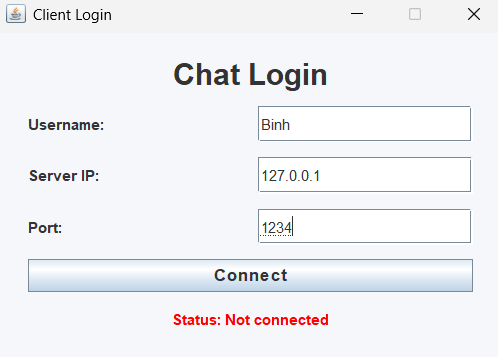 Client Login
Chat Login
Username: Binh
Server IP: 127.0.0.1
Port: 1234
Connect
Status: Not connected